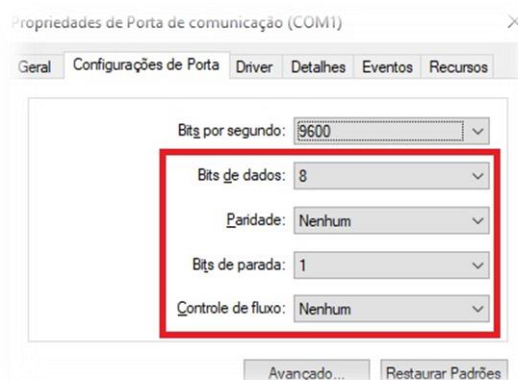 Propriedades de Porta de comunicação (COM1)
Geral Configurações de Porta Driver Detalhes Eventos Recursos
Bits por segundo: 9600
Bits de dados: 8
Paridade: Nenhum
Bits de parada: 1
Controle de fluxo: Nenhum
Avançado... Restaurar Padrões